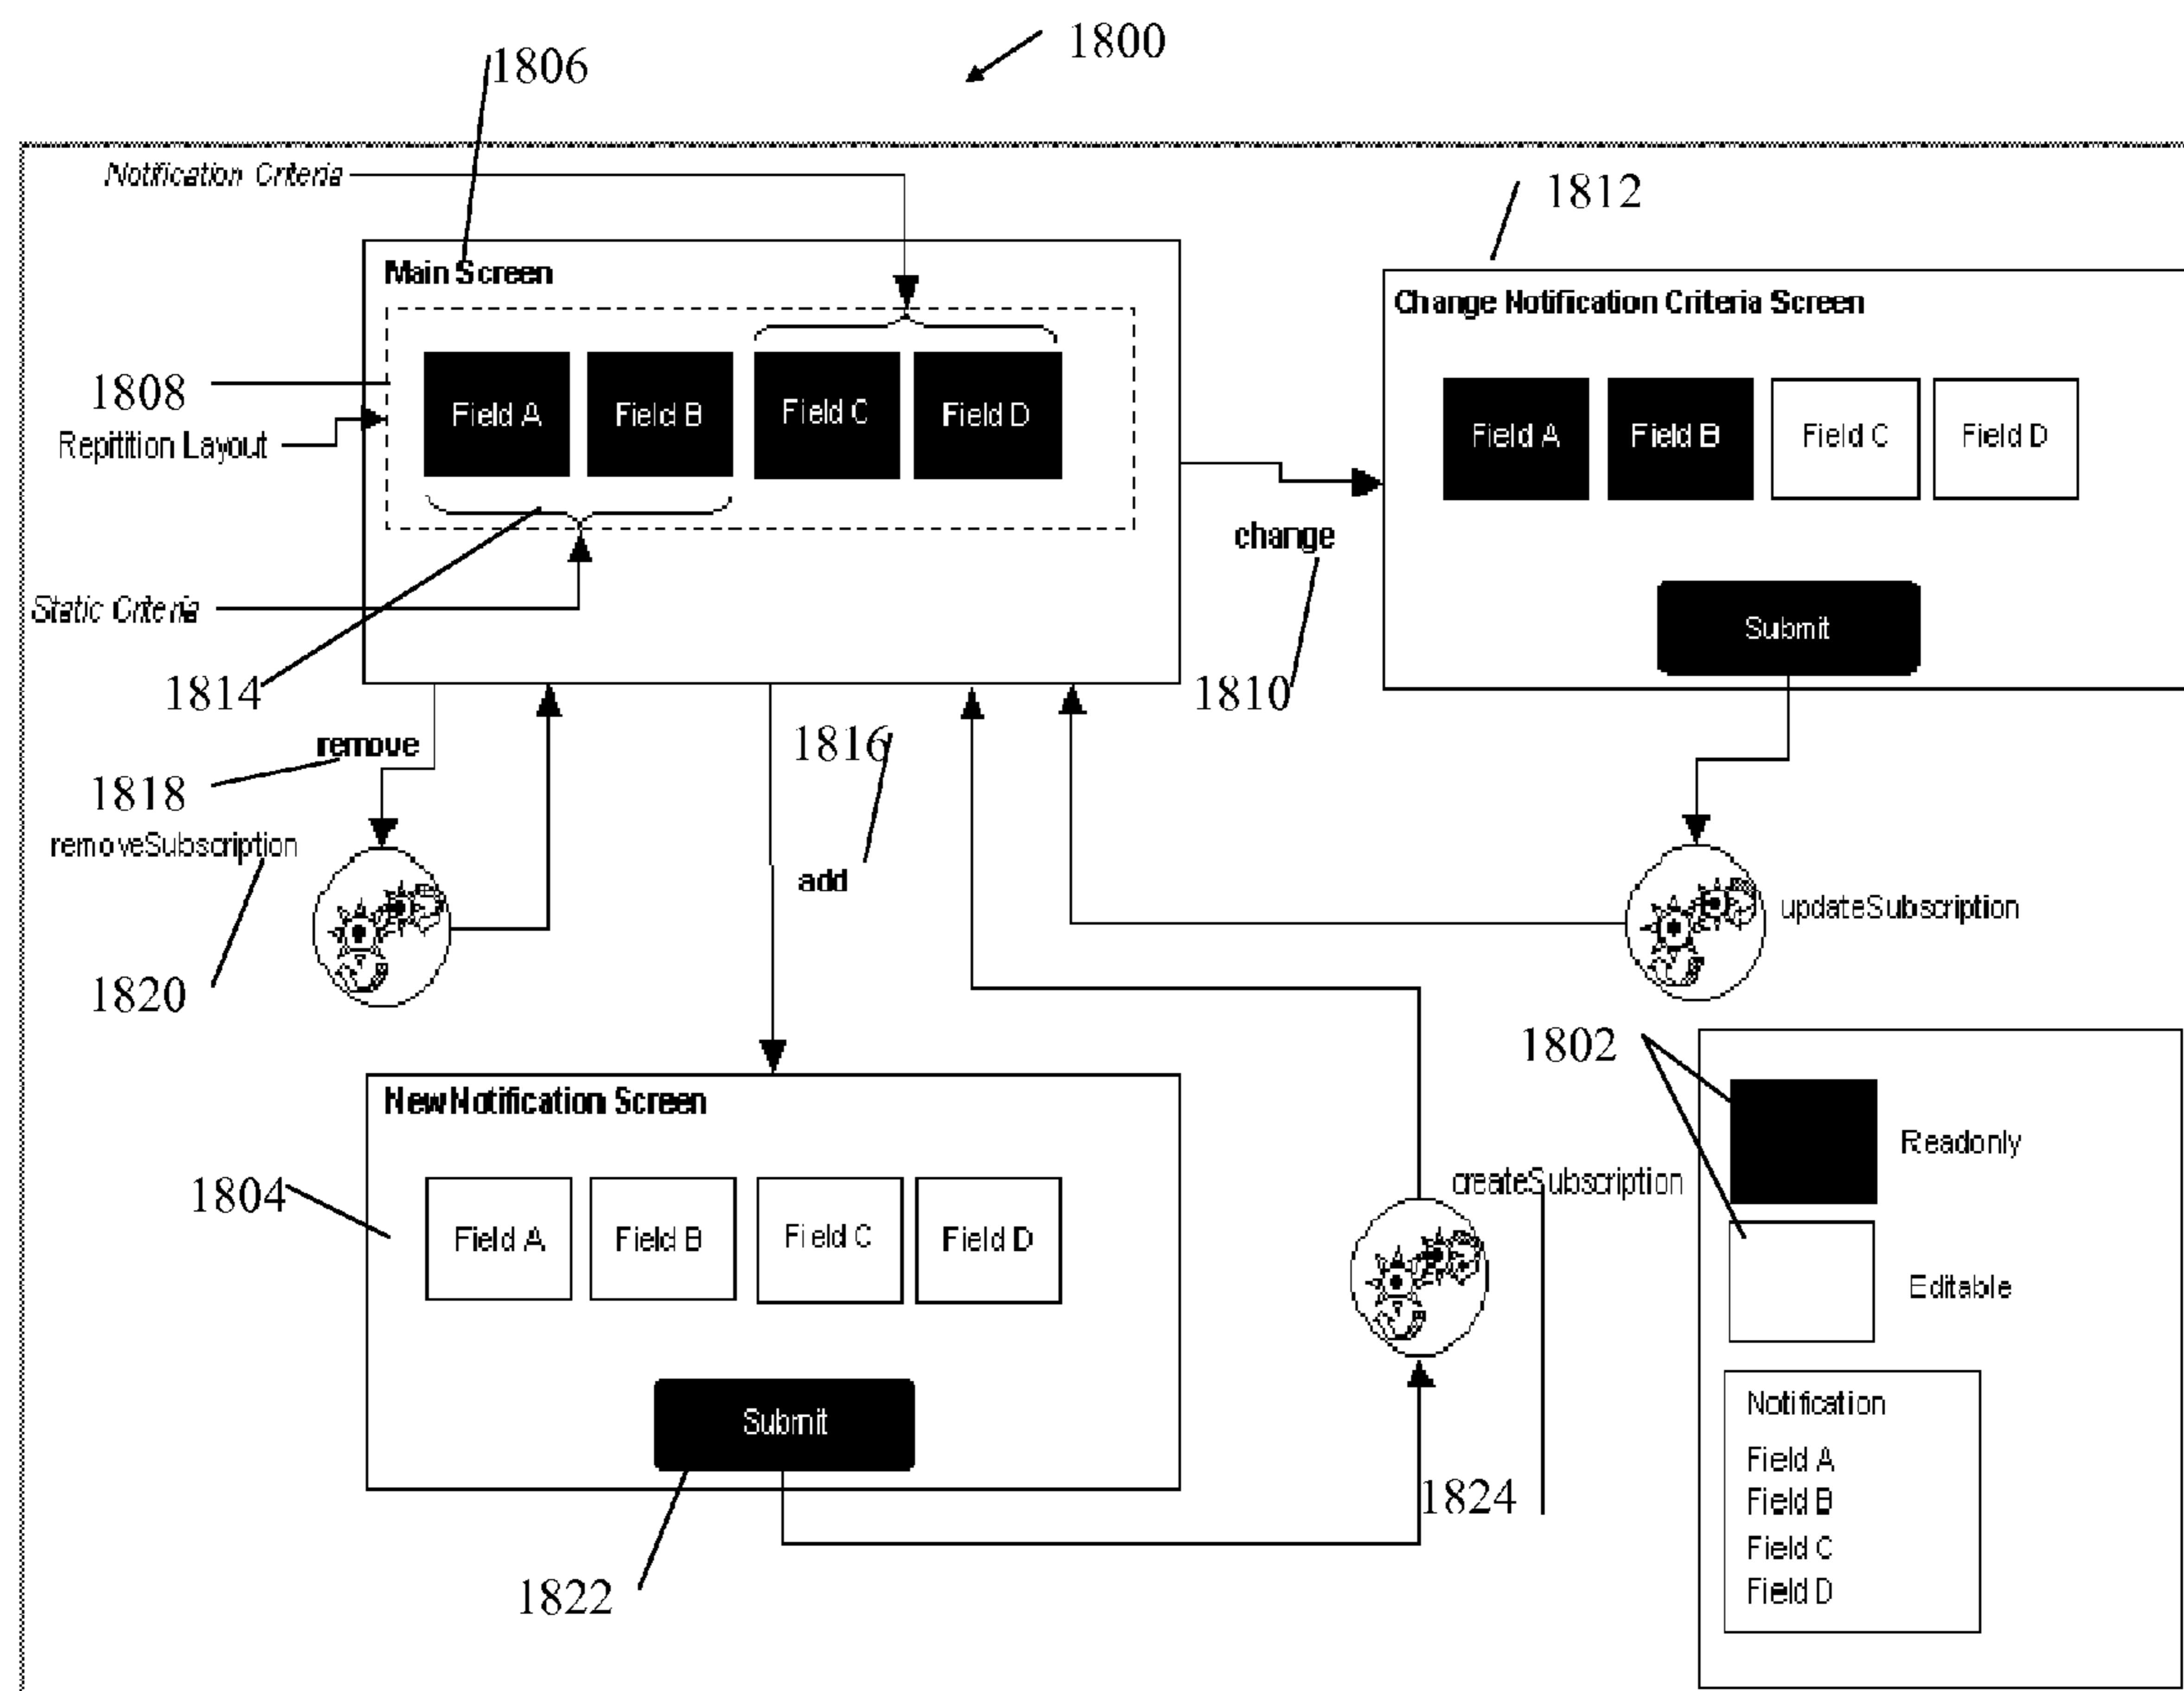 1800
1806
Notification Criteria
1812
Main Screen
Change Notification Criteria Screen
1808
Field A
Field B
Field C
Field D
Field A
Field B
Field C
Field D
Repitition Layout
change
Static Criteria
Submit
1814
1810
remove
1816
1818
removeSubscription
add
updateSubscription
1820
1802
New Notification Screen
Readonly
createSubscription
1804
Field A
Field B
Field C
Field D
Editable
Submit
Notification
Field A
Field B
Field C
Field D
1824
1822